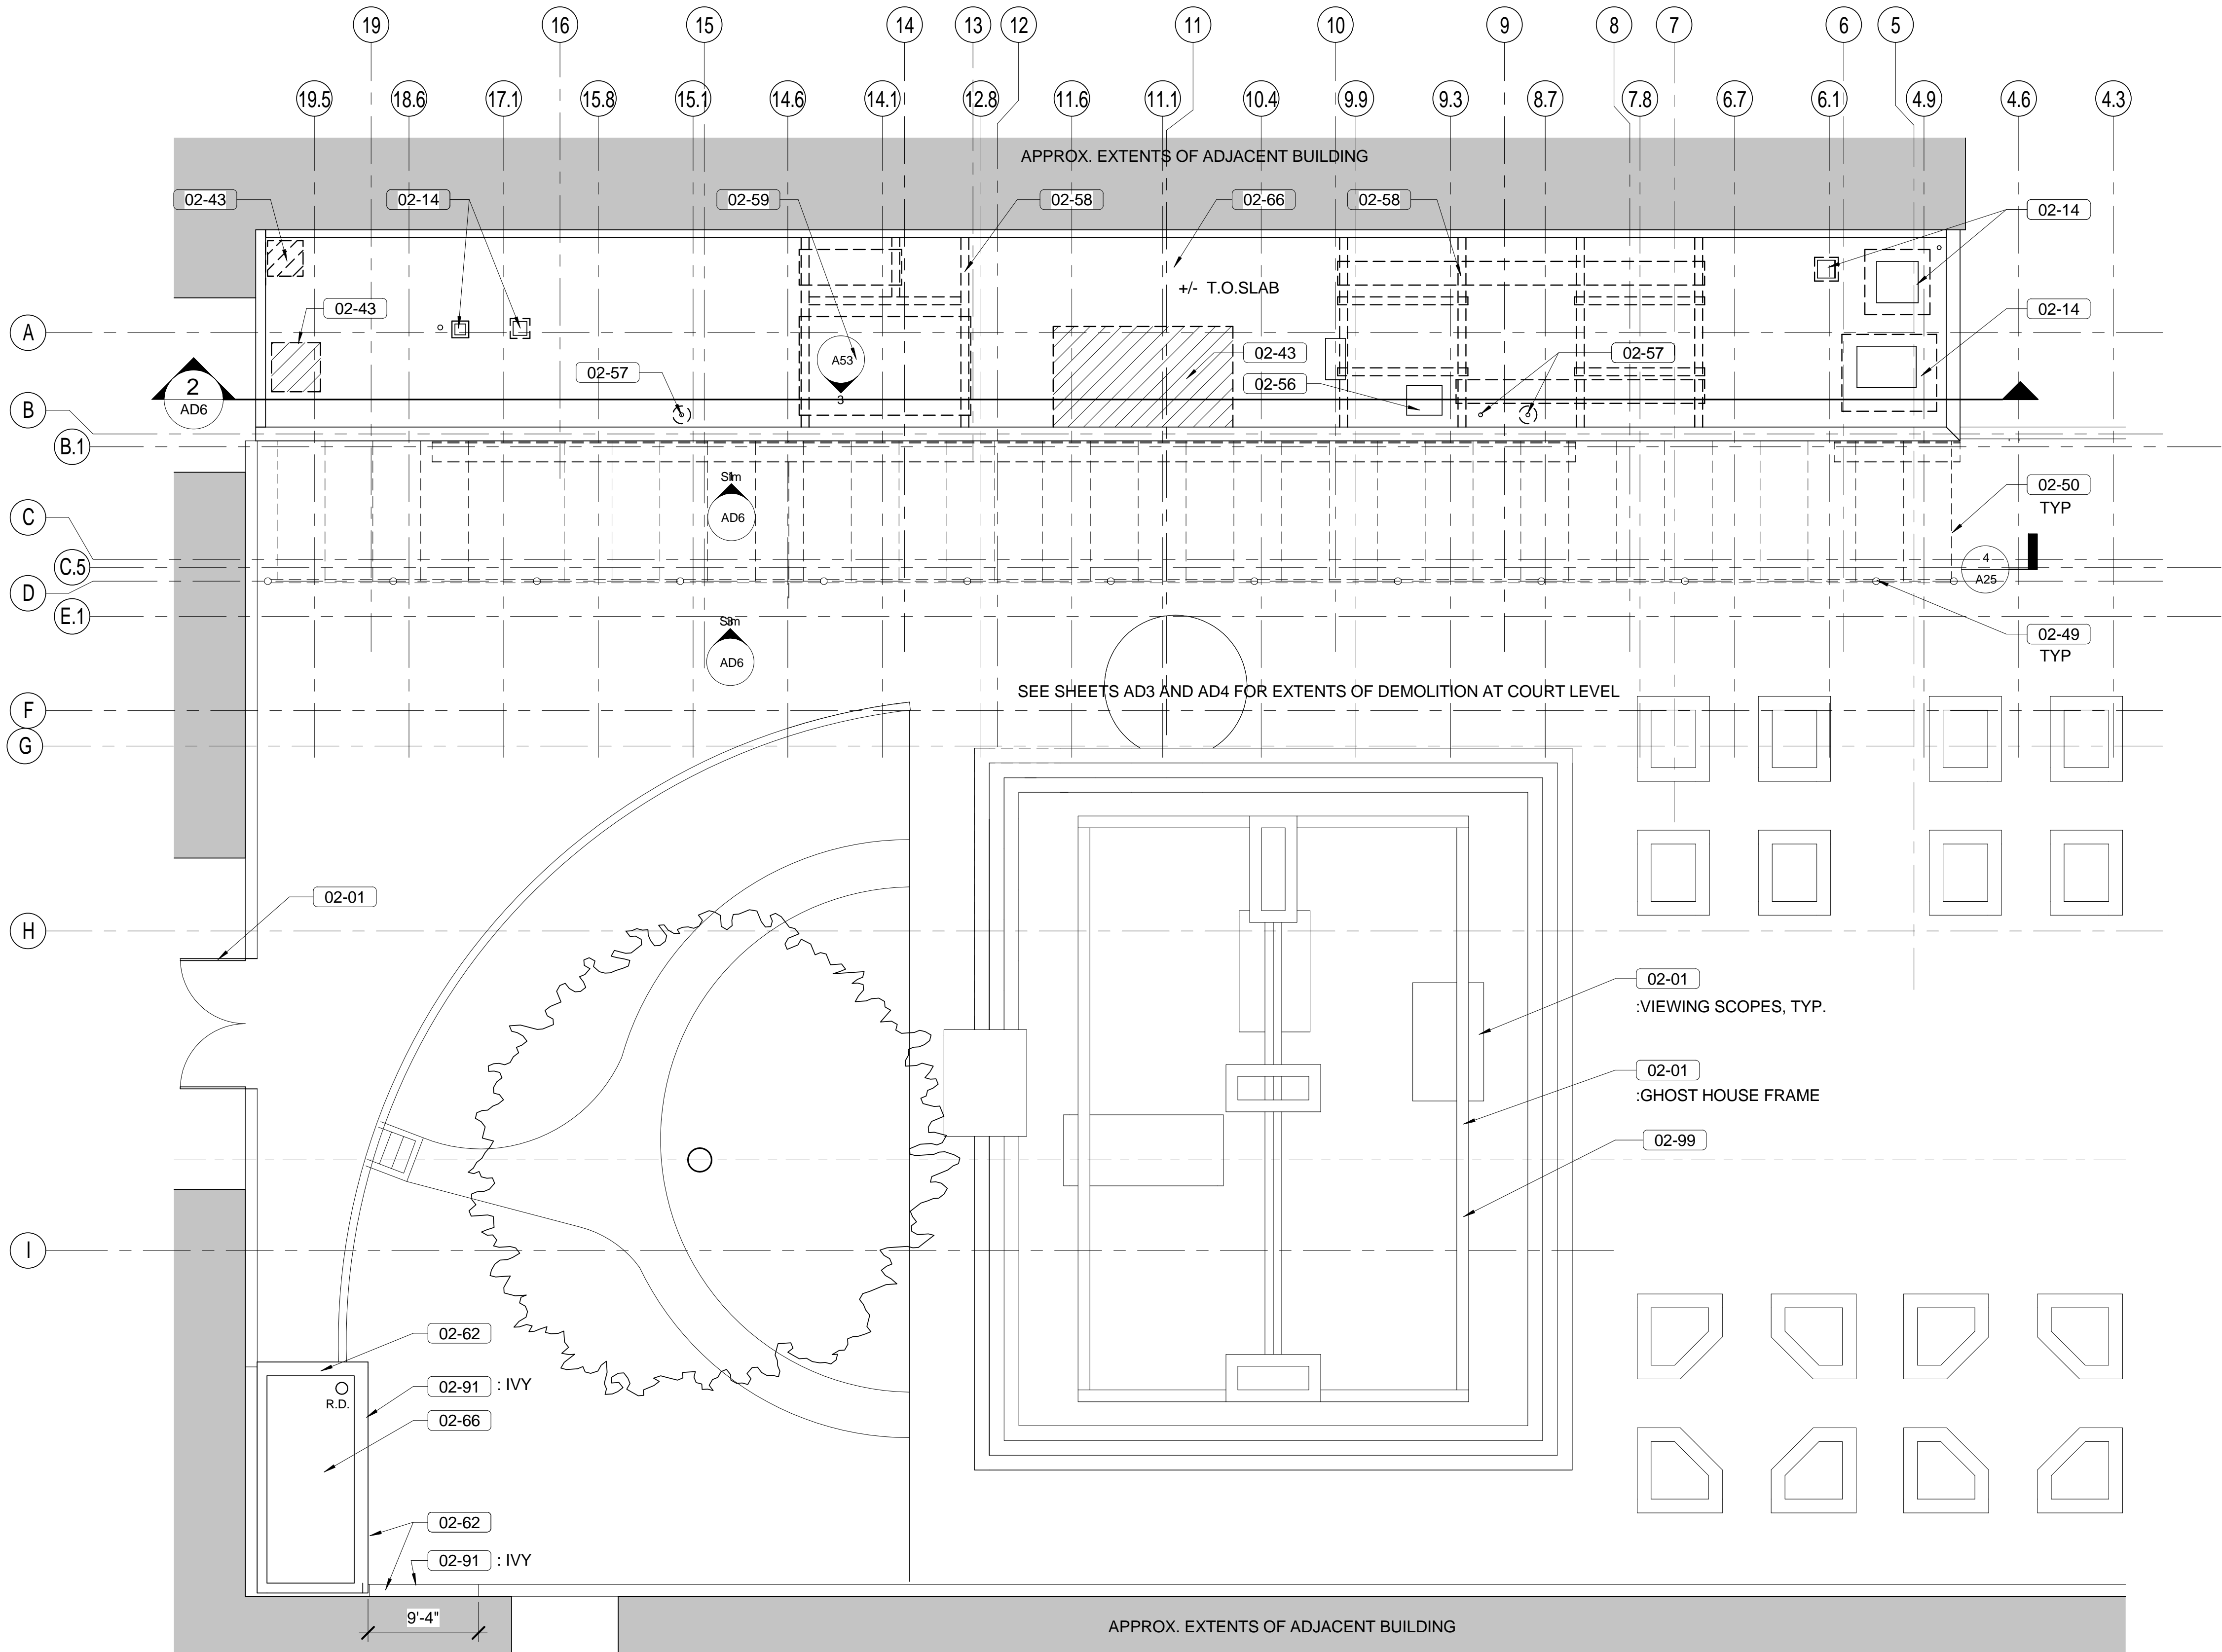 19
16
15
14
13
12
11
10
9
8
7
6
5
19.5
18.6
17.1
15.8
15.1
14.6
14.1
12.8
11.6
11.1
10.4
9.9
9.3
8.7
7.8
6.7
6.1
4.9
4.6
4.3
APPROX. EXTENTS OF ADJACENT BUILDING
02-43
02-14
02-59
02-58
02-66
02-58
02-14
+/- T.O.SLAB
02-43
02-14
A
A53
3
02-43
02-57
02-57
02-56
2
AD6
B
B.1
AD6
02-50
TYP
C
C.5
4
A25
D
E.1
AD6
02-49
TYP
SEE SHEETS AD3 AND AD4 FOR EXTENTS OF DEMOLITION AT COURT LEVEL
F
G
02-01
H
02-01
:VIEWING SCOPES, TYP.
02-01
:GHOST HOUSE FRAME
02-99
I
02-62
02-91 : IVY
R.D.
02-66
02-62
02-91 : IVY
9'-4"
APPROX. EXTENTS OF ADJACENT BUILDING